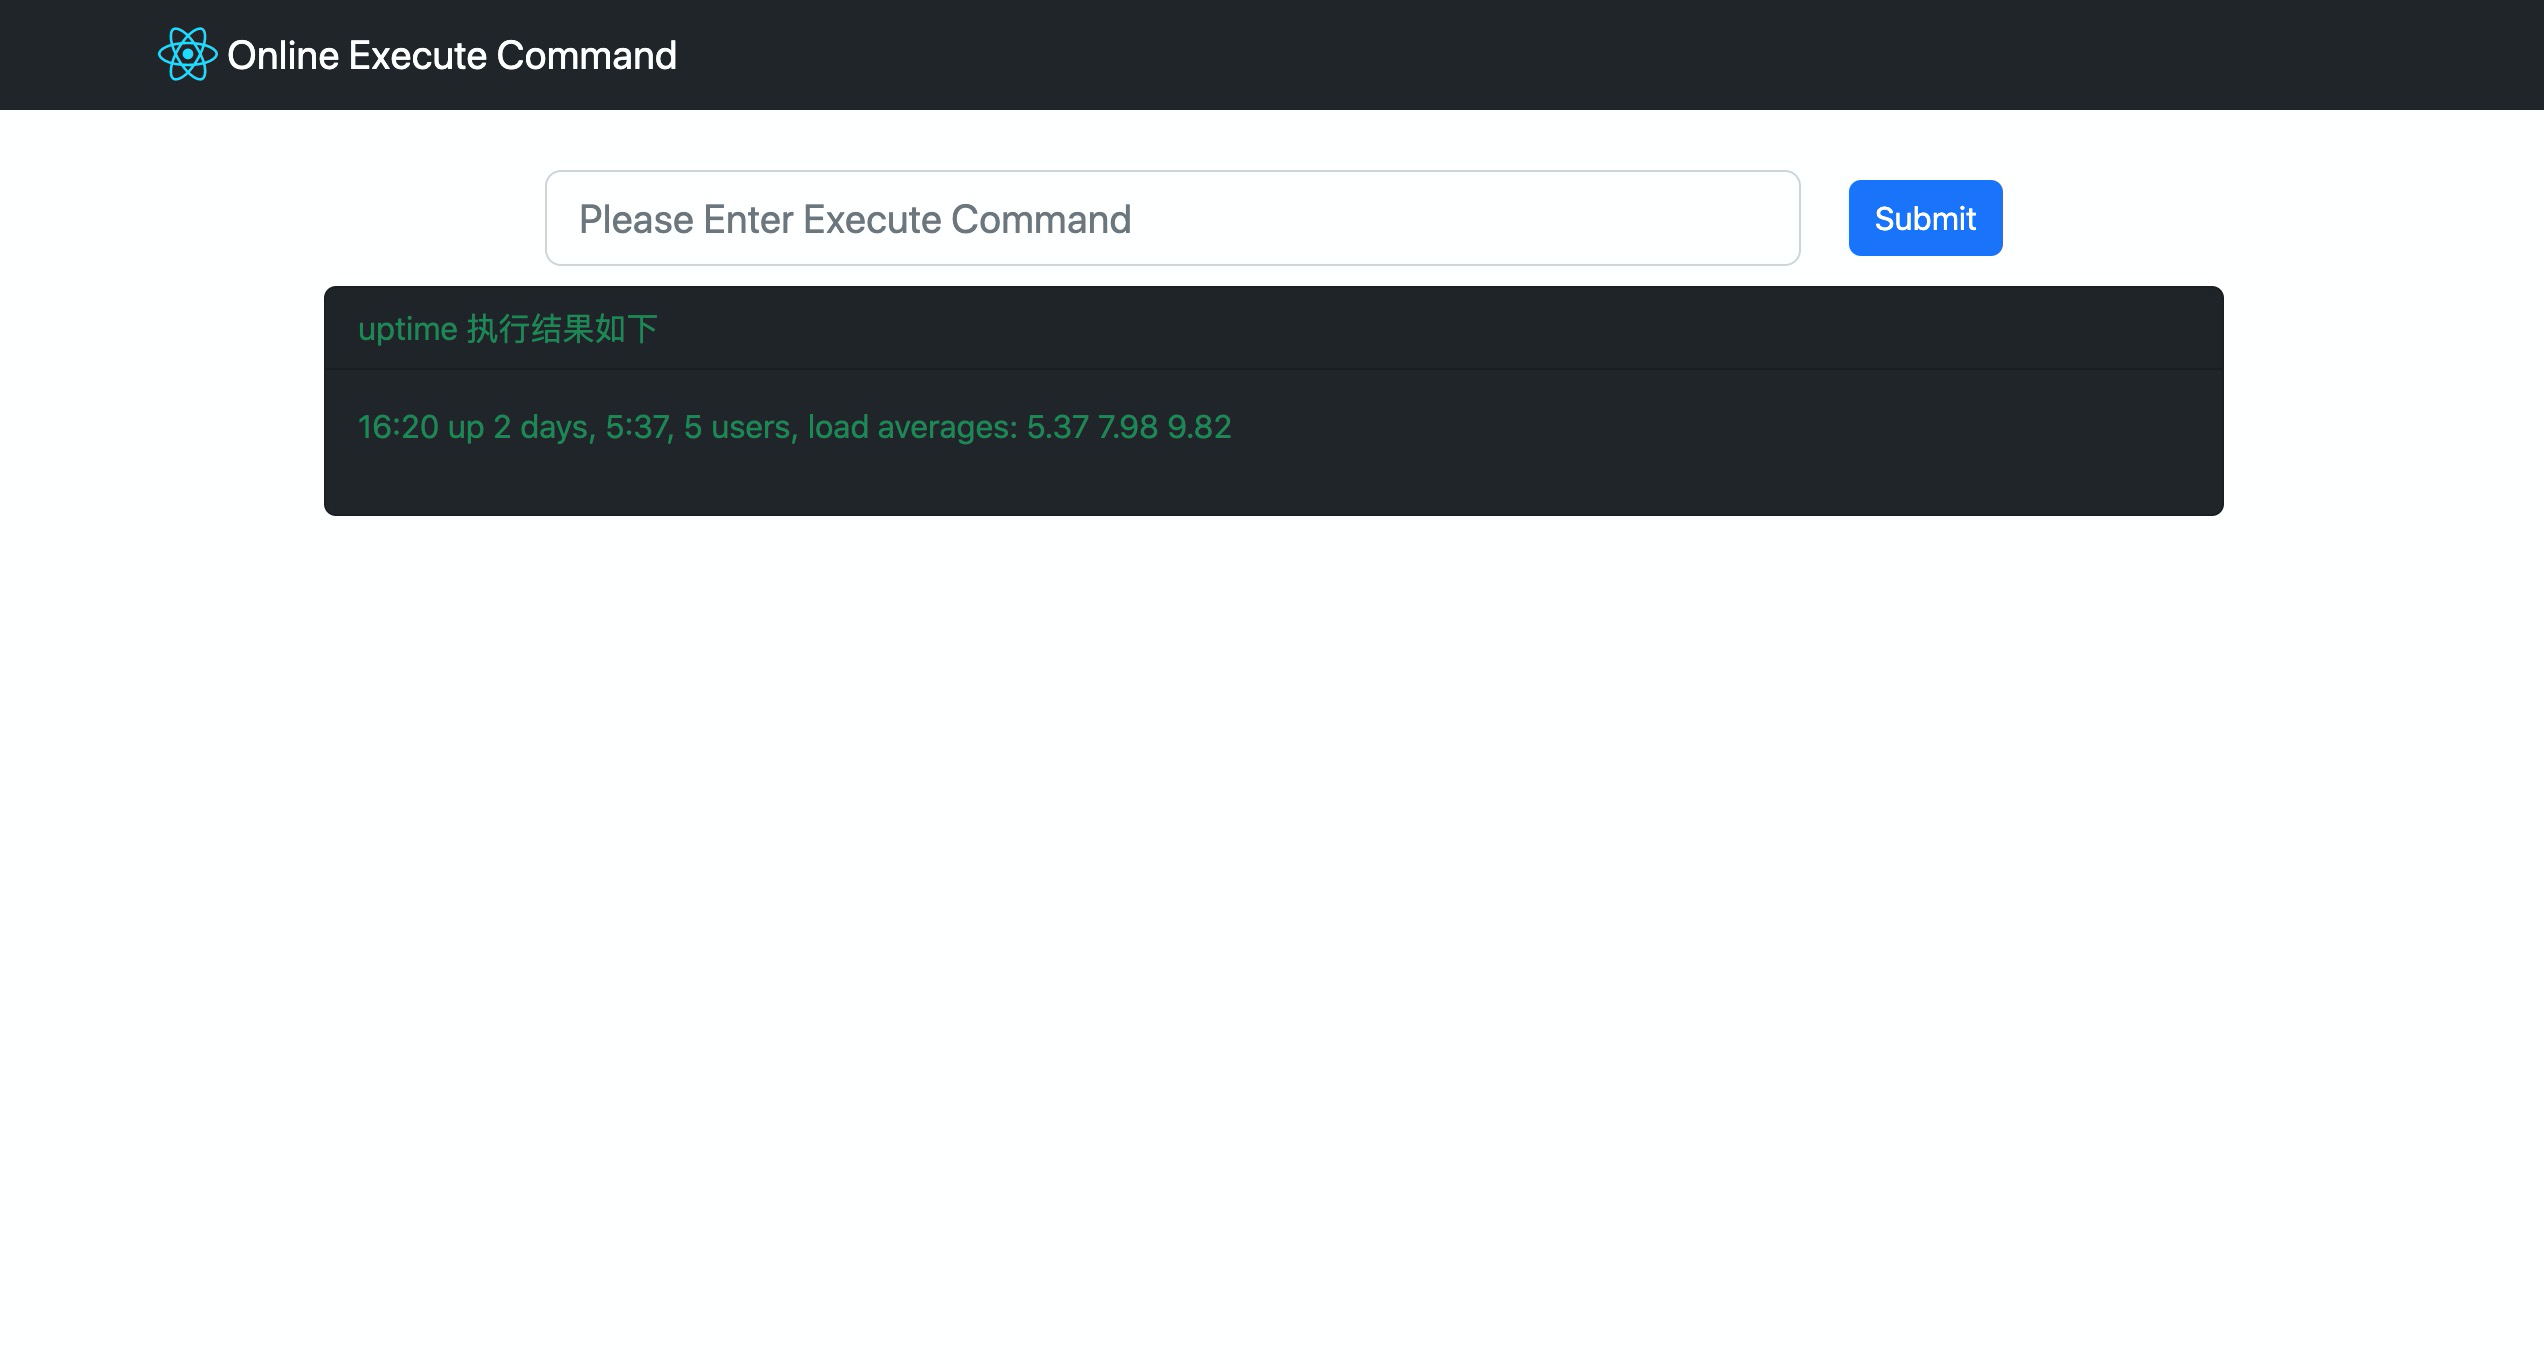 Online Execute Command
Please Enter Execute Command
Submit
uptime 执行结果如下
16:20 up 2 days, 5:37, 5 users, load averages: 5.37 7.98 9.82